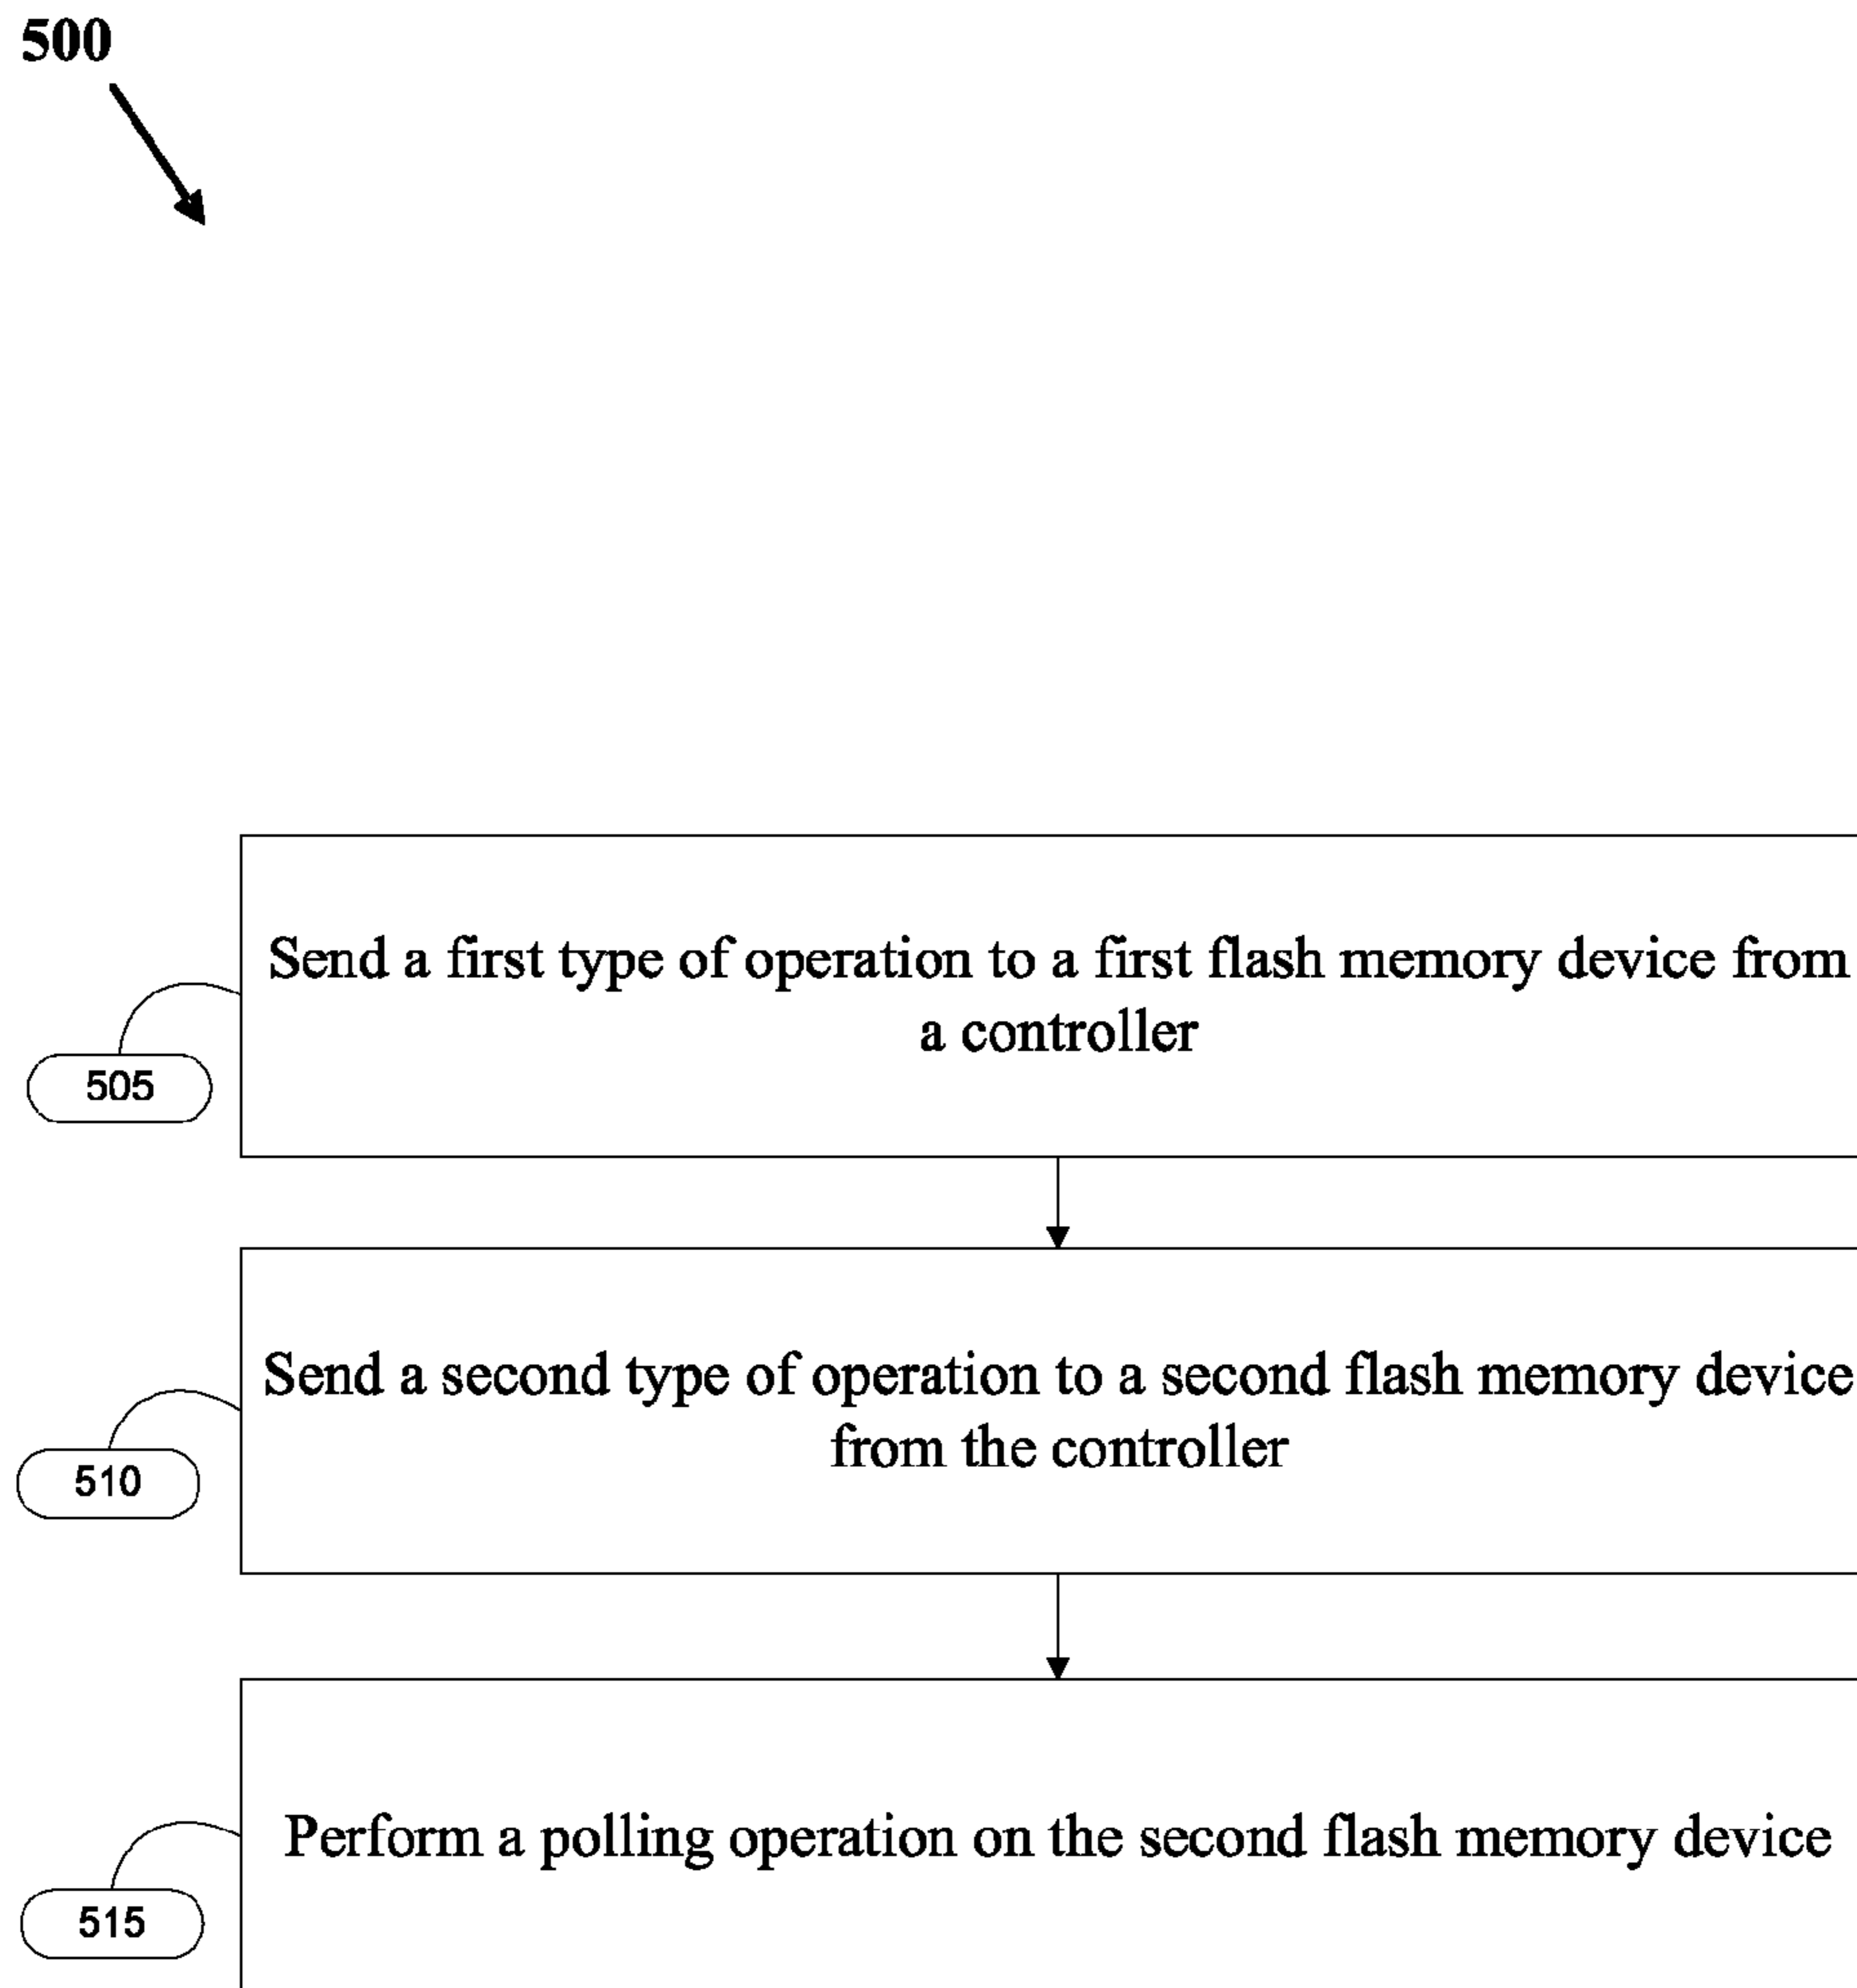 500
Send a first type of operation to a first flash memory device from
a controller
505
Send a second type of operation to a second flash memory device
from the controller
510
Perform a polling operation on the second flash memory device
515